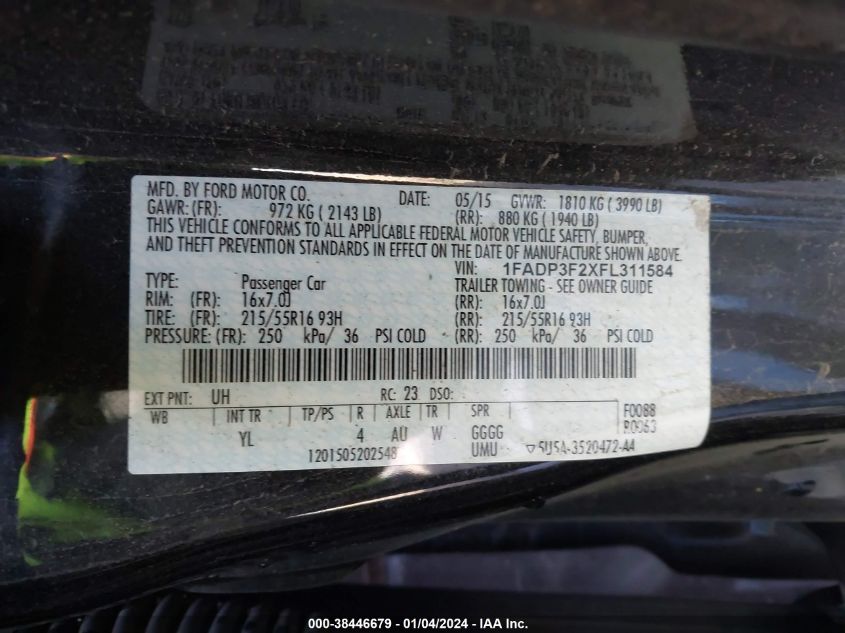 MFD. BY FORD MOTOR CO. DATE: 05/15 GVWR: 1810 KG ( 3990 LB)
GAWR: (FR): 972 KG ( 2143 LB) (RR): 880 KG ( 1940 LB)
THIS VEHICLE CONFORMS TO ALL APPLICABLE FEDERAL MOTOR VEHICLE SAFETY, BUMPER,
AND THEFT PREVENTION STANDARDS IN EFFECT ON THE DATE OF MANUFACTURE SHOWN ABOVE.
VIN: 1FADP3F2XFL311584
TYPE: Passenger Car TRAILER TOWING - SEE OWNER GUIDE
RIM: (FR): 16x7.0J (RR): 16x7.0J
TIRE: (FR): 215/55R16 93H (RR): 215/55R16 93H
PRESSURE: (FR): 250 kPa/ 36 PSI COLD (RR): 250 kPa/ 36 PSI COLD
EXT PNT: UH RC: 23 DSO:
WB INT TR TP/PS R AXLE TR SPR F0088
R0063
YL 4 AU W GGGG
1201505202548 UMU ▽5U5A-3520472-A4
000-38446679 - 01/04/2024 - IAA Inc.